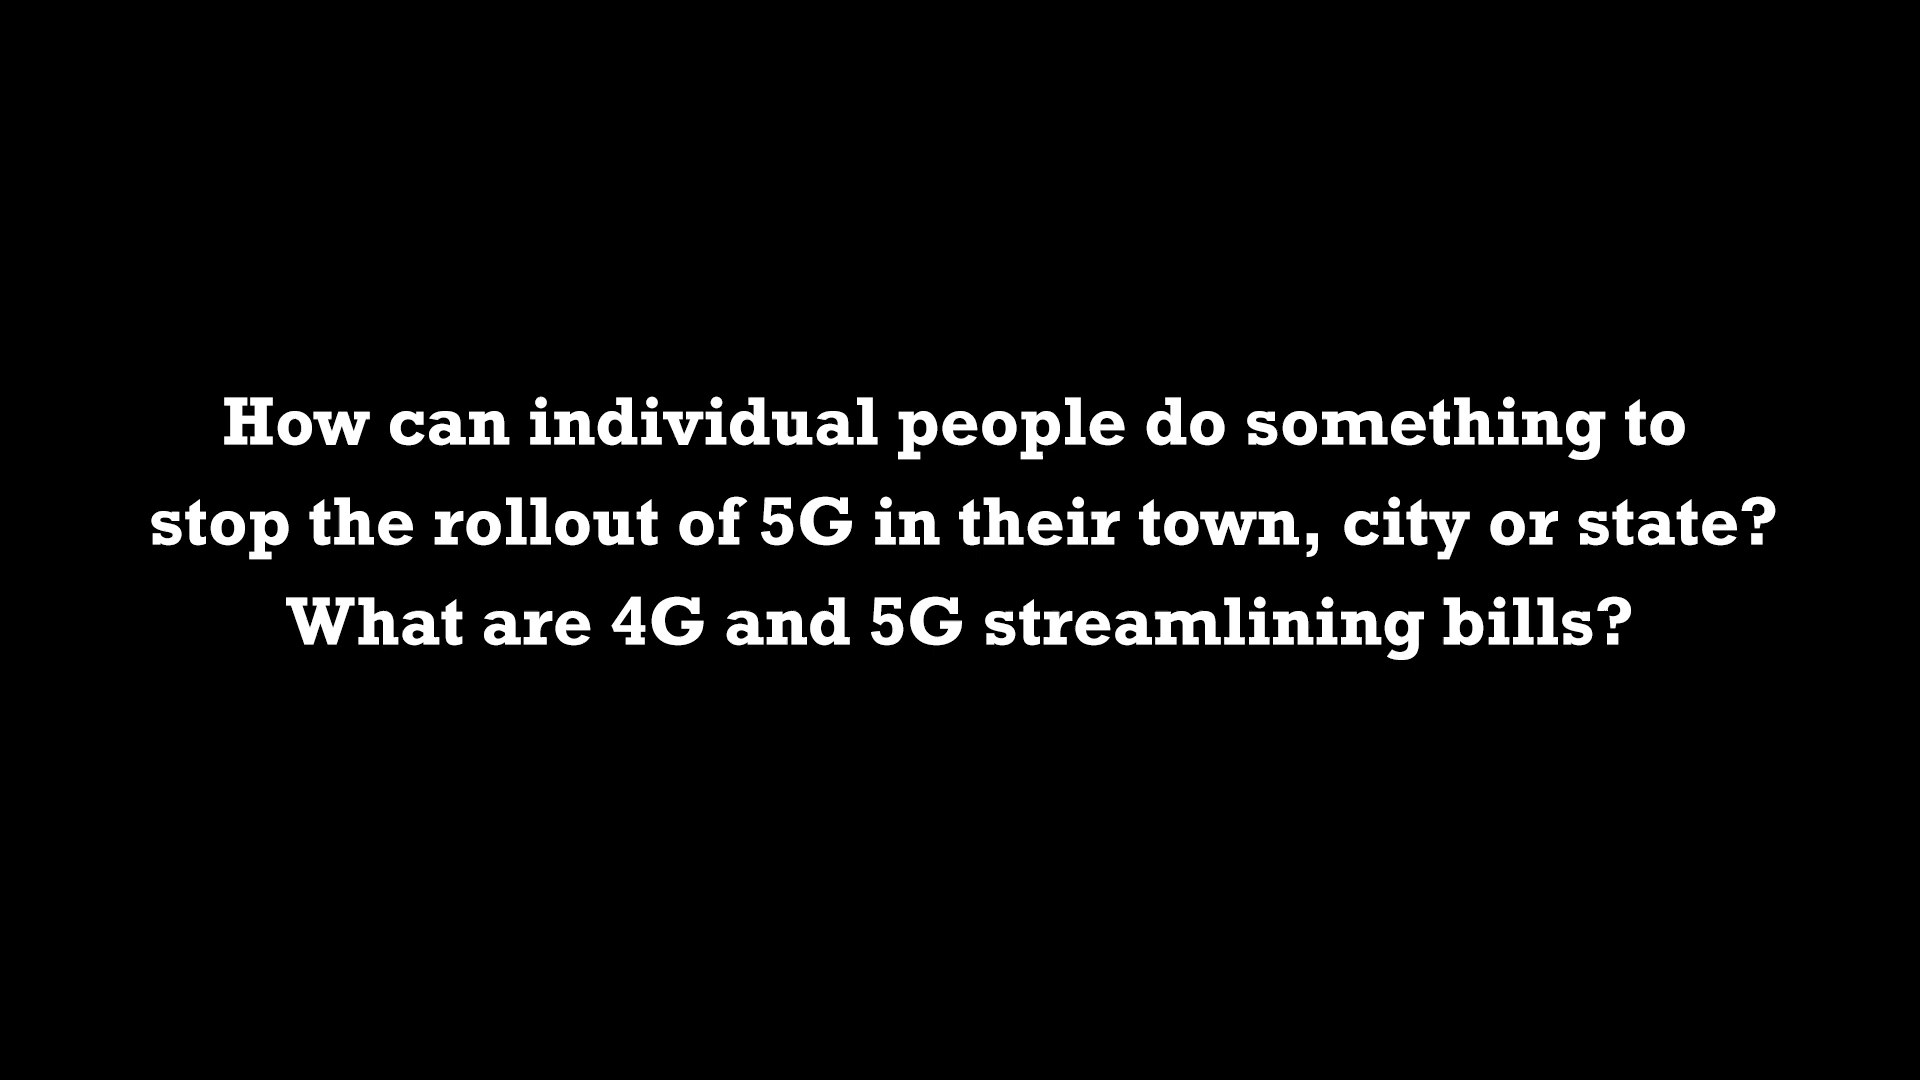 How can individual people do something to
stop the rollout of 5G in their town, city or state?
What are 4G and 5G streamlining bills?